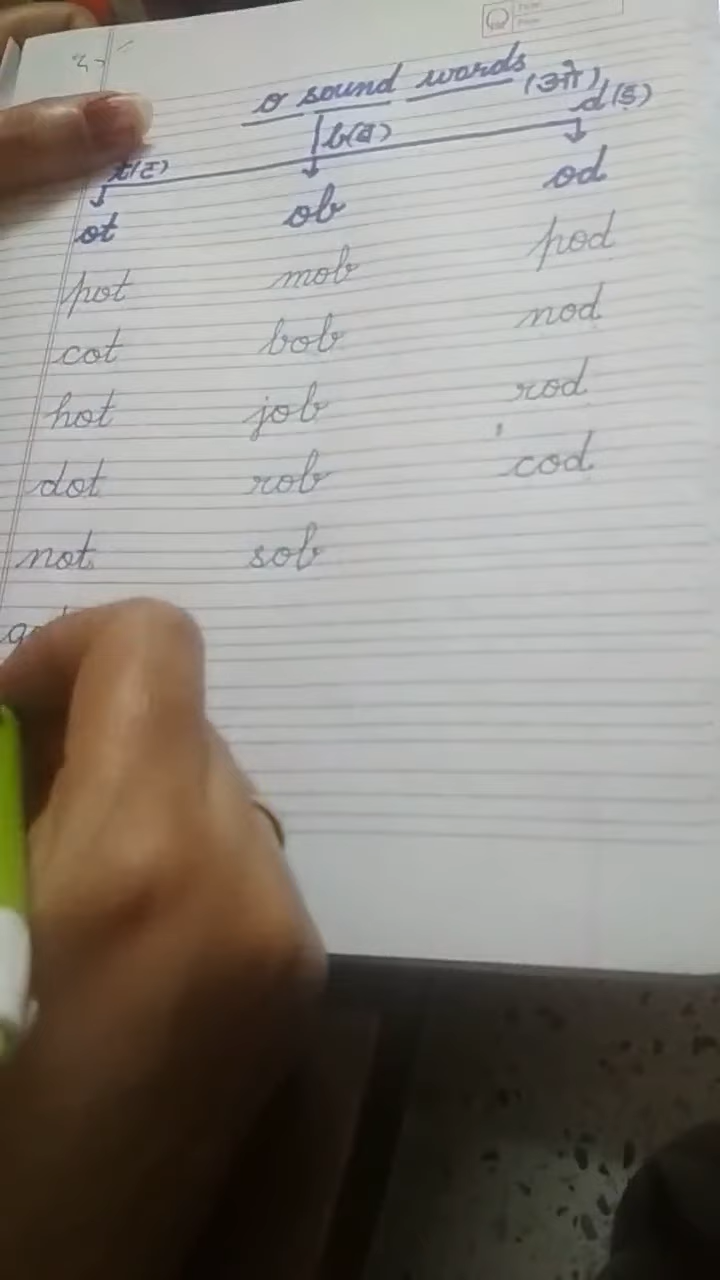 o sound words (ऑ)
t(ट) b(ब) d(ड)
ot ob od
pot mob pod
cot bob nod
hot job rod
dot rob cod
not sob